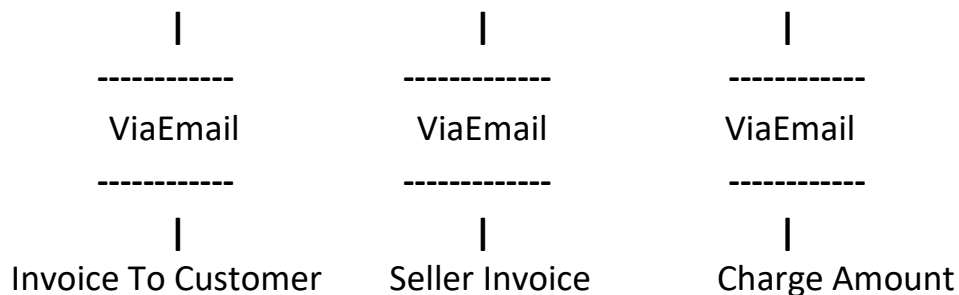 | | |
------------ ------------- ------------
ViaEmail ViaEmail ViaEmail
------------ ------------- ------------
| | |
Invoice To Customer Seller Invoice Charge Amount